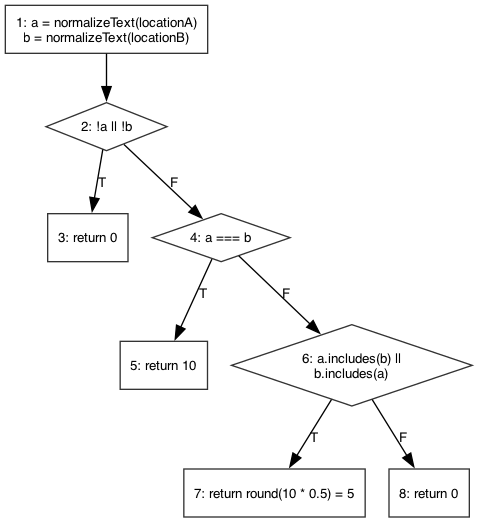 1: a = normalizeText(locationA)
b = normalizeText(locationB)
2: !a || !b
T
F
3: return 0
4: a === b
T
F
5: return 10
6: a.includes(b) ||
b.includes(a)
T
F
7: return round(10 * 0.5) = 5
8: return 0